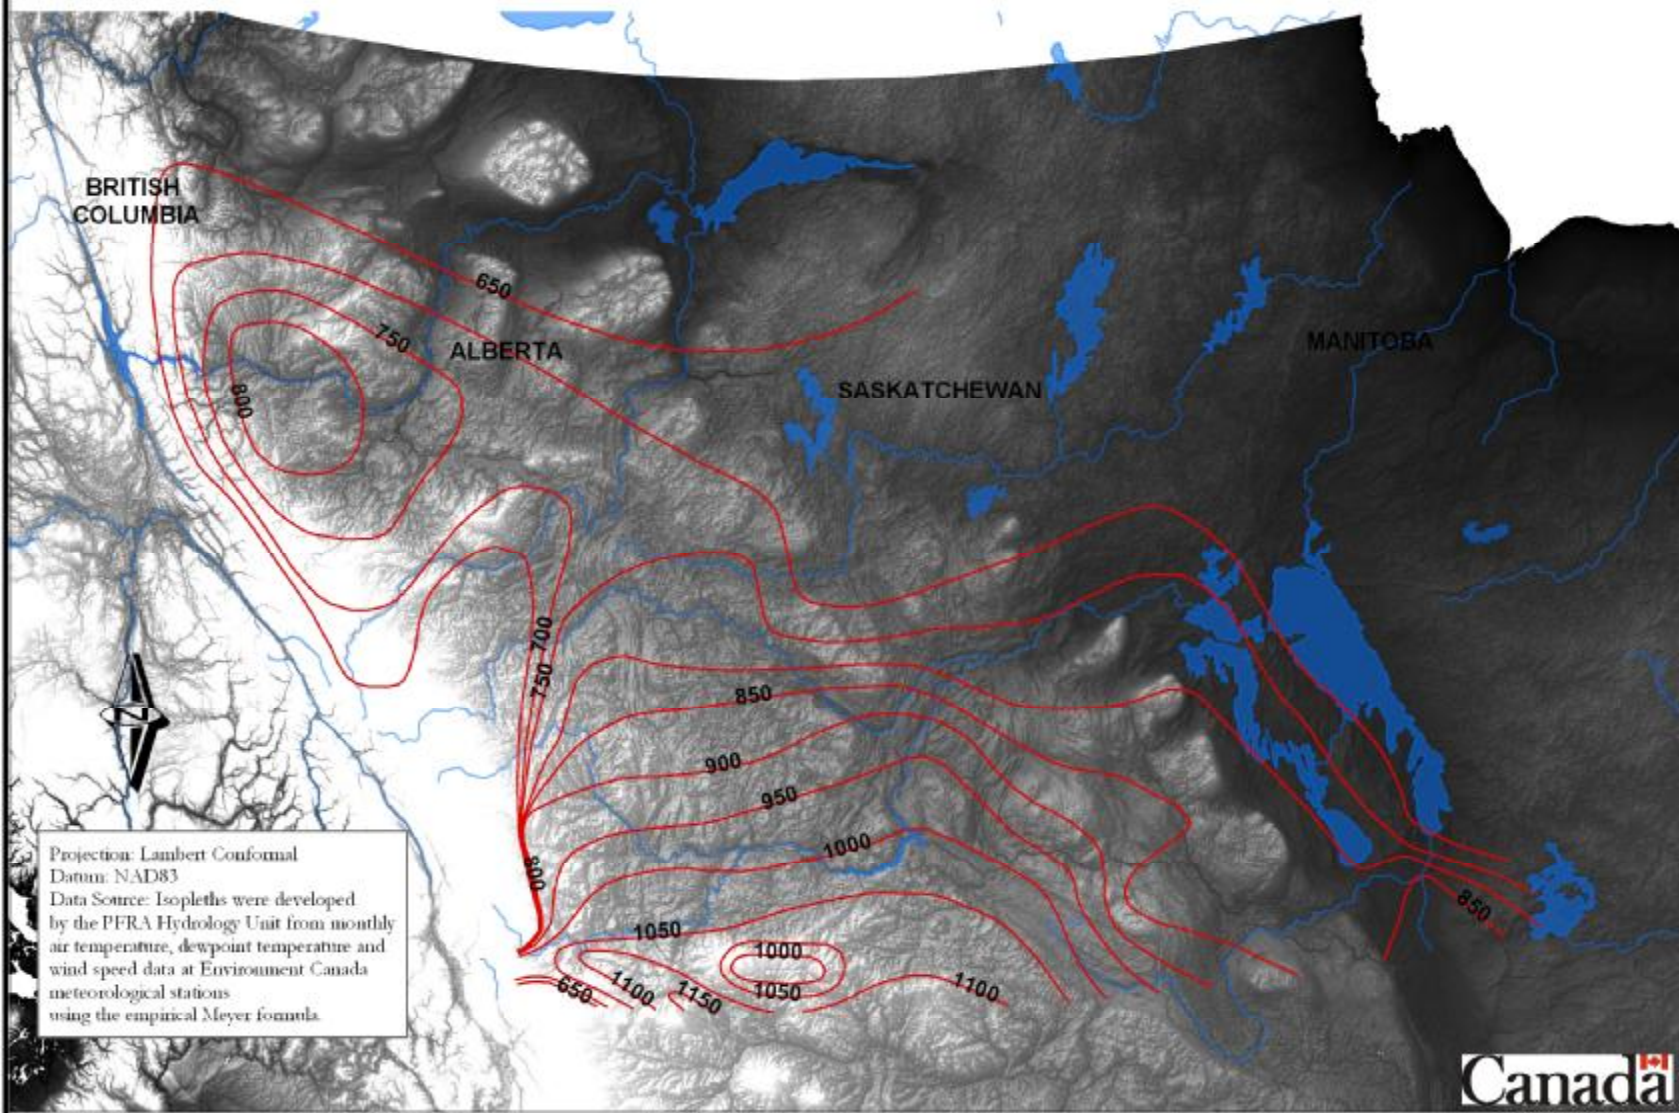 BRITISH
COLUMBIA
650
750
ALBERTA
MANITOBA
SASKATCHEWAN
800
700
750
850
900
950
1000
800
Projection: Lambert Conformal
Datum: NAD83
Data Source: Isopleths were developed
by the PFRA Hydrology Unit from monthly
air temperature, dewpoint temperature and
wind speed data at Environment Canada
meteorological stations
using the empirical Meyer formula.
850
1050
1000
650
1100
1150
1050
1100
Canada